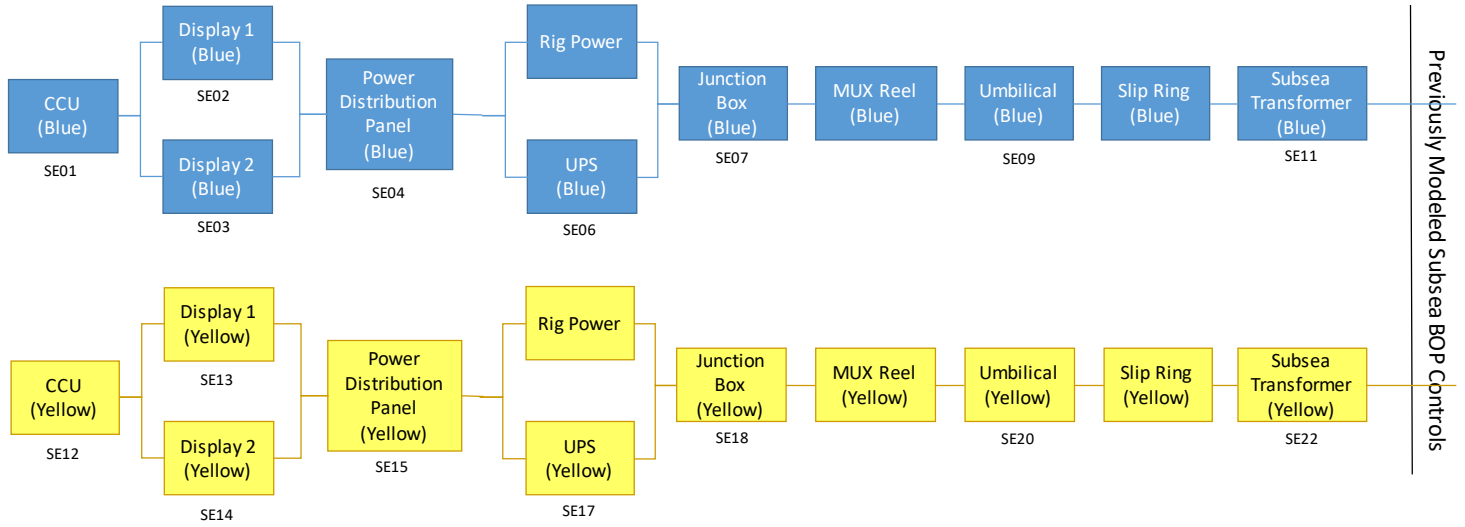 CCU
(Blue)
SE01
Display 1
(Blue)
SE02
Display 2
(Blue)
SE03
Power
Distribution
Panel
(Blue)
SE04
Rig Power
UPS
(Blue)
SE06
Junction
Box
(Blue)
SE07
MUX Reel
(Blue)
Umbilical
(Blue)
SE09
Slip Ring
(Blue)
Subsea
Transformer
(Blue)
SE11
CCU
(Yellow)
SE12
Display 1
(Yellow)
SE13
Display 2
(Yellow)
SE14
Power
Distribution
Panel
(Yellow)
SE15
Rig Power
UPS
(Yellow)
SE17
Junction
Box
(Yellow)
SE18
MUX Reel
(Yellow)
Umbilical
(Yellow)
SE20
Slip Ring
(Yellow)
Subsea
Transformer
(Yellow)
SE22
Previously Modeled Subsea BOP Controls